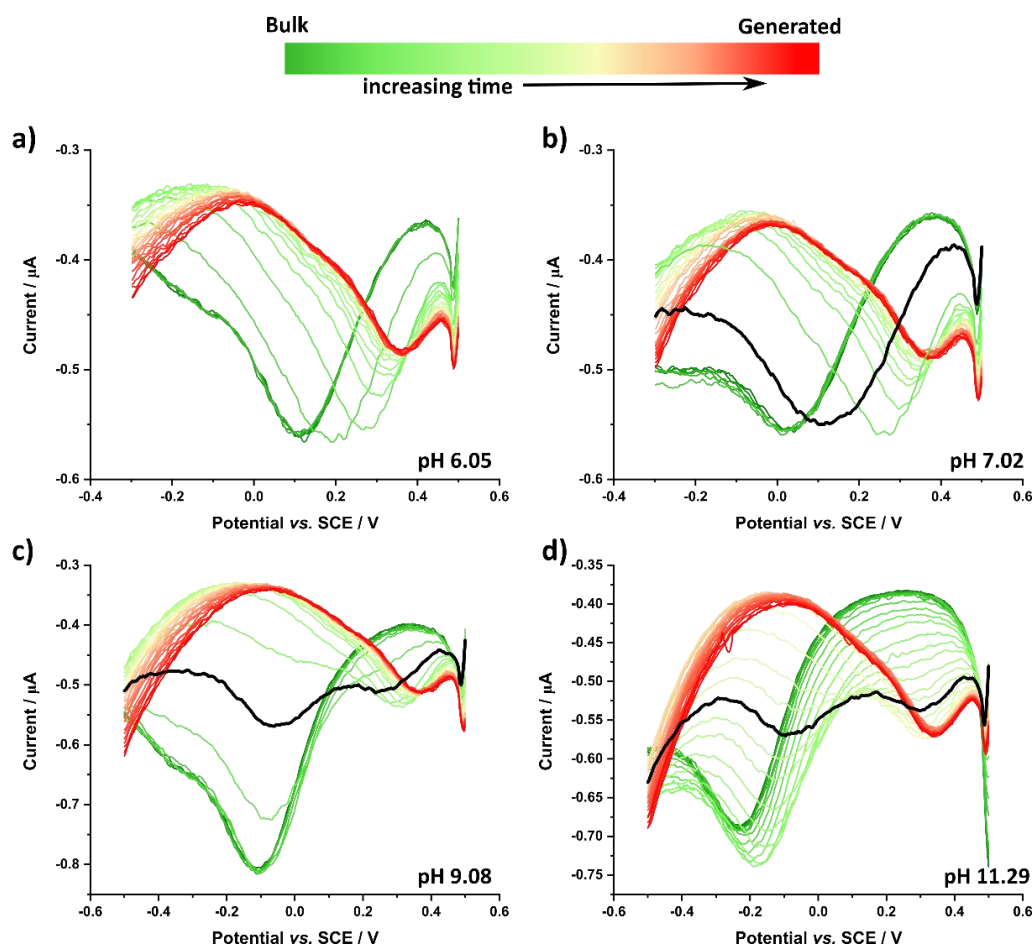 Bulk Generated
increasing time
a) b)
-0.3 -0.3
-0.4 -0.4
-0.5 -0.5
-0.6 -0.6
Current / µA Current / µA
pH 6.05 pH 7.02
-0.4 -0.2 0.0 0.2 0.4 0.6 -0.4 -0.2 0.0 0.2 0.4 0.6
Potential vs. SCE / V Potential vs. SCE / V
c) d)
-0.3 -0.35
-0.4 -0.40
-0.5 -0.45
-0.6 -0.50
-0.7 -0.55
-0.8 -0.60
-0.65
-0.70
-0.75
Current / µA Current / µA
pH 9.08 pH 11.29
-0.6 -0.4 -0.2 0.0 0.2 0.4 0.6 -0.6 -0.4 -0.2 0.0 0.2 0.4 0.6
Potential vs. SCE / V Potential vs. SCE / V